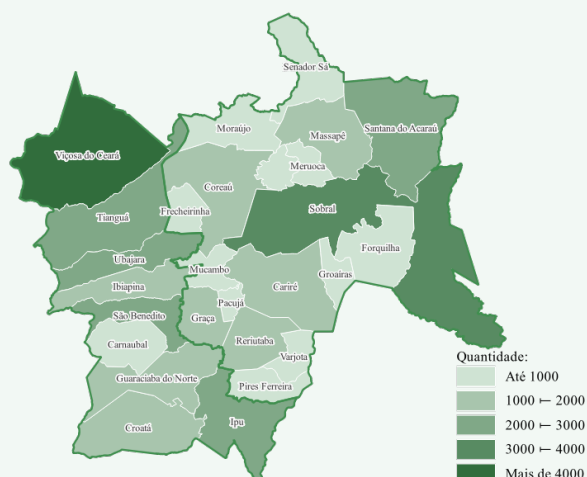 Senador Sá
Moraújo
Massapê
Santana do Acaraú
Viçosa do Ceará
Meruoca
Coreaú
Frecheirinha
Sobral
Tianguá
Forquilha
Ubajara
Mucambo
Groaíras
Ibiapina
Cariré
Pacujá
São Benedito
Graça
Carnaubal
Reriutaba
Varjota
Guaraciaba do Norte
Pires Ferreira
Croatá
Ipu
Quantidade:
Até 1000
1000 ⊢ 2000
2000 ⊢ 3000
3000 ⊢ 4000
Mais de 4000